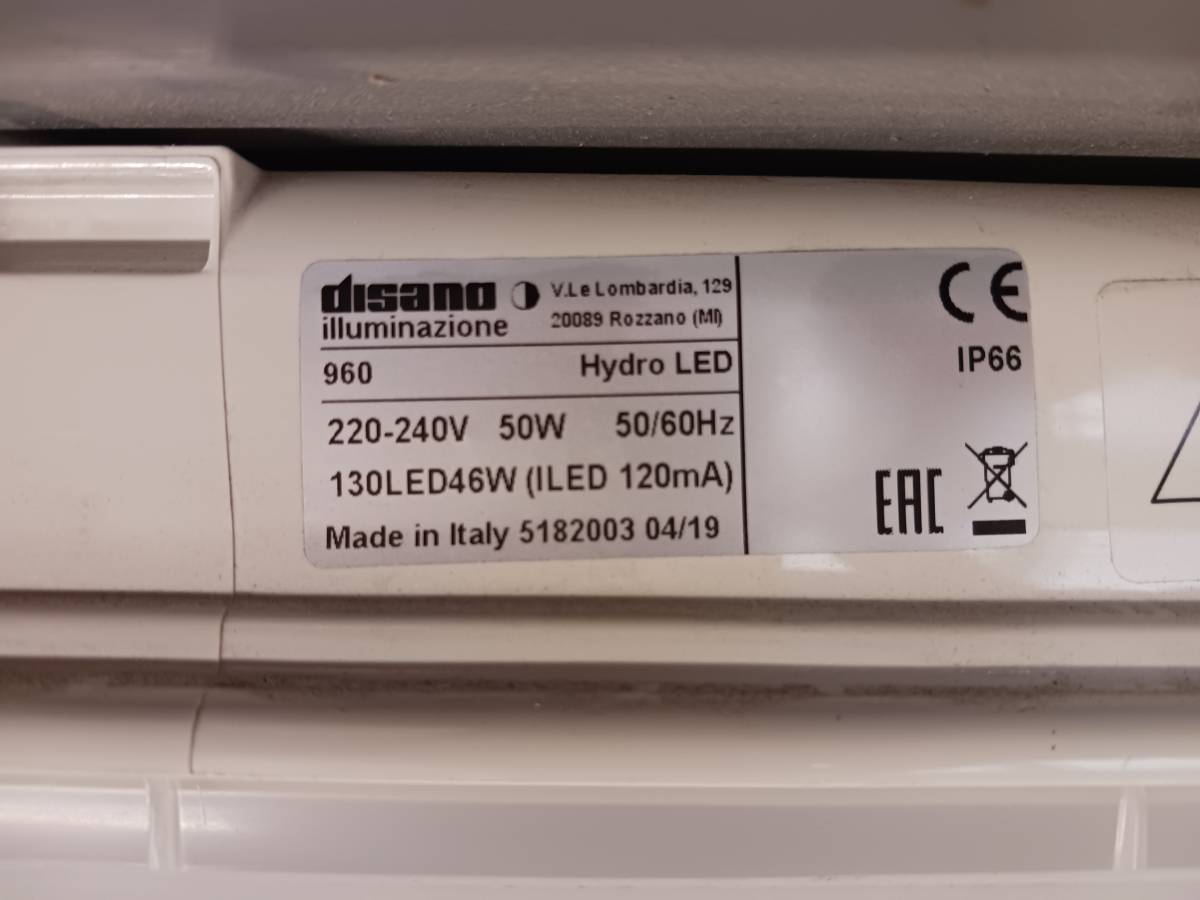 disano V.Le Lombardia, 129
illuminazione 20089 Rozzano (MI)
960 Hydro LED
220-240V 50W 50/60Hz
130LED46W (ILED 120mA)
Made in Italy 5182003 04/19
CE
IP66
EAC